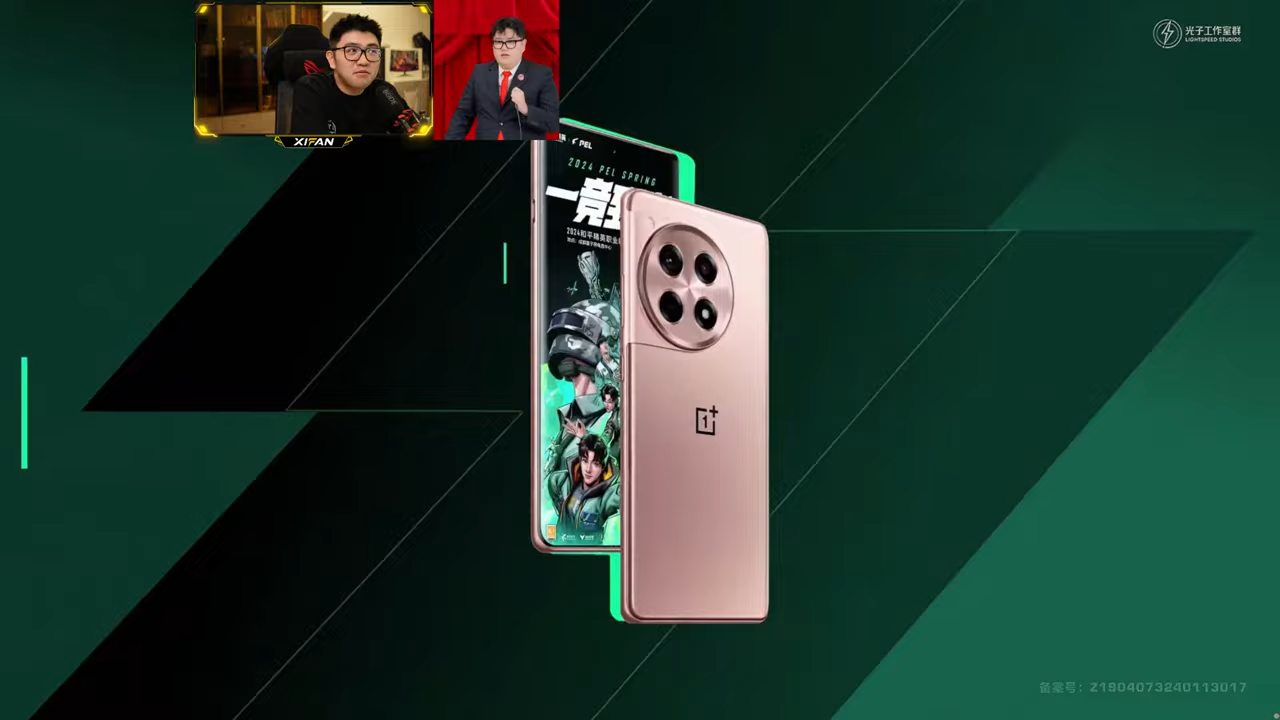 光子工作室群
LIGHTSPEED STUDIOS
XIFAN
PEL
2024 PEL SPRING
一竞
2024和平精英职业
1+
备案号：Z1904073240113017